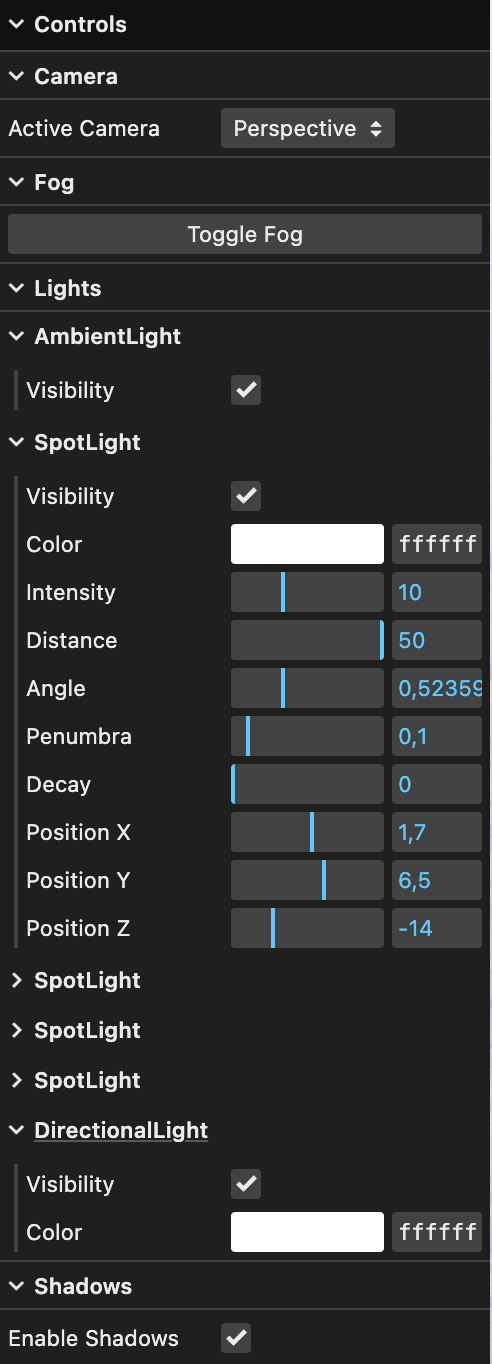 Controls
Camera
Active Camera Perspective
Fog
Toggle Fog
Lights
AmbientLight
Visibility
SpotLight
Visibility
Color ffffff
Intensity 10
Distance 50
Angle 0,52359
Penumbra 0,1
Decay 0
Position X 1,7
Position Y 6,5
Position Z -14
SpotLight
SpotLight
SpotLight
DirectionalLight
Visibility
Color ffffff
Shadows
Enable Shadows